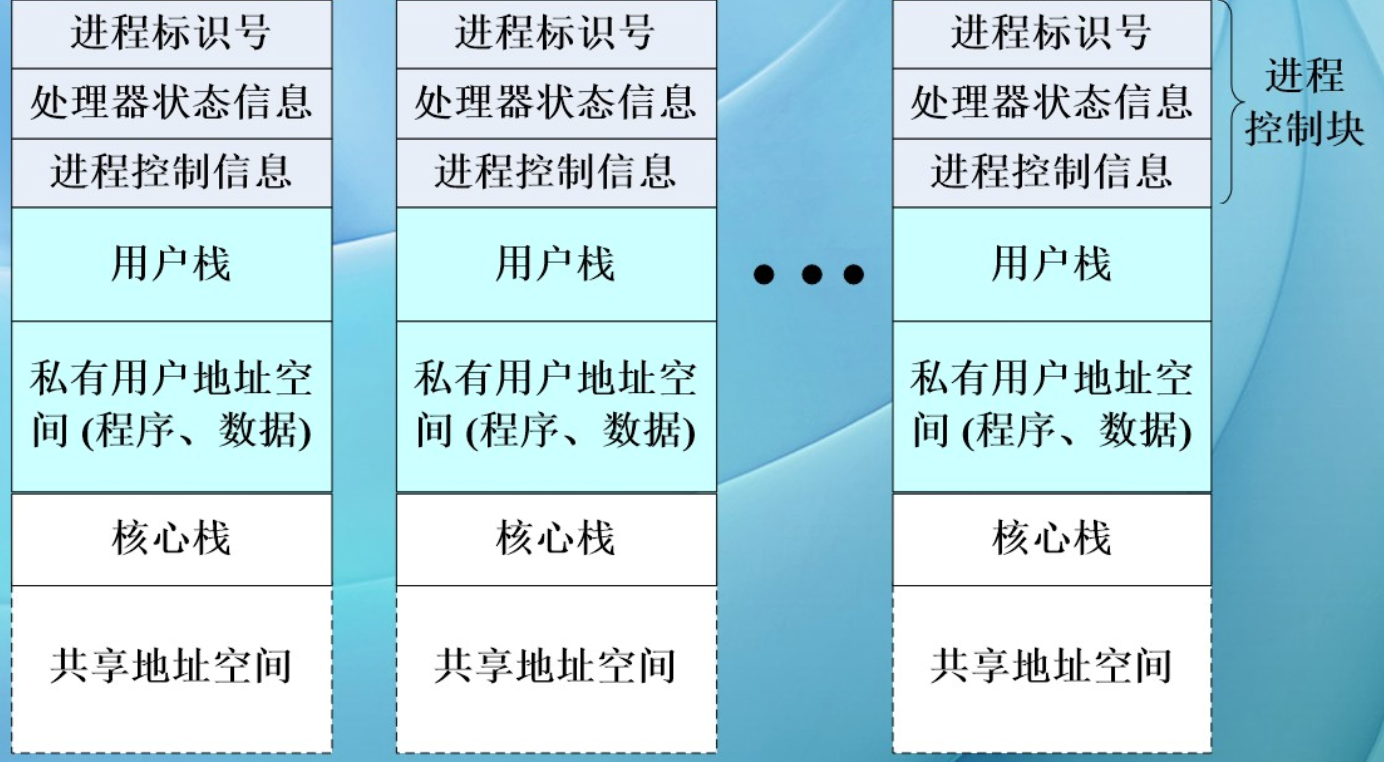 进程标识号
处理器状态信息
进程控制信息
用户栈
私有用户地址空
间 (程序、数据)
核心栈
共享地址空间
进程标识号
处理器状态信息
进程控制信息
用户栈
私有用户地址空
间 (程序、数据)
核心栈
共享地址空间
进程标识号
处理器状态信息
进程控制信息
用户栈
私有用户地址空
间 (程序、数据)
核心栈
共享地址空间
进程
控制块